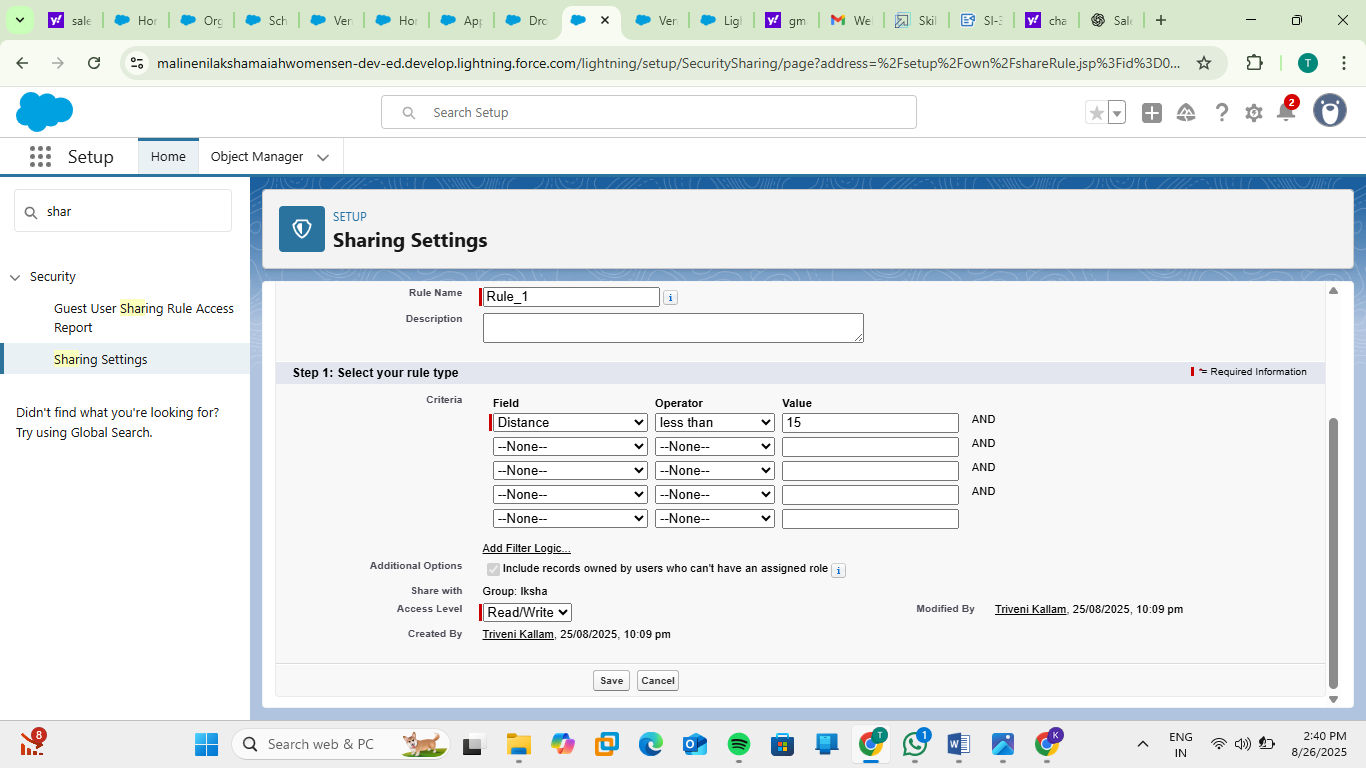 sale
Hor
Org
Sch
Ver
Hor
App
Dro
Ver
Ligl
gm
We
Skil
SI-3
cha
Sale
malinenilakshamaiahwomensen-dev-ed.develop.lightning.force.com/lightning/setup/SecuritySharing/page?address=%2Fsetup%2Fown%2FshareRule.jsp%3Fid%3D0...
T
Search Setup
2
Setup
Home
Object Manager
shar
Security
Guest User Sharing Rule Access
Report
Sharing Settings
Didn't find what you're looking for?
Try using Global Search.
SETUP
Sharing Settings
Rule Name
Rule_1
i
Description
Step 1: Select your rule type
= Required Information
Criteria
Field Operator Value
Distance less than 15 AND
--None-- --None-- AND
--None-- --None-- AND
--None-- --None-- AND
--None-- --None--
Add Filter Logic...
Additional Options
Include records owned by users who can't have an assigned role
i
Share with Group: Iksha
Access Level Read/Write
Modified By Triveni Kallam, 25/08/2025, 10:09 pm
Created By Triveni Kallam, 25/08/2025, 10:09 pm
Save Cancel
8
Search web & PC
T
1
K
ENG
IN
2:40 PM
8/26/2025